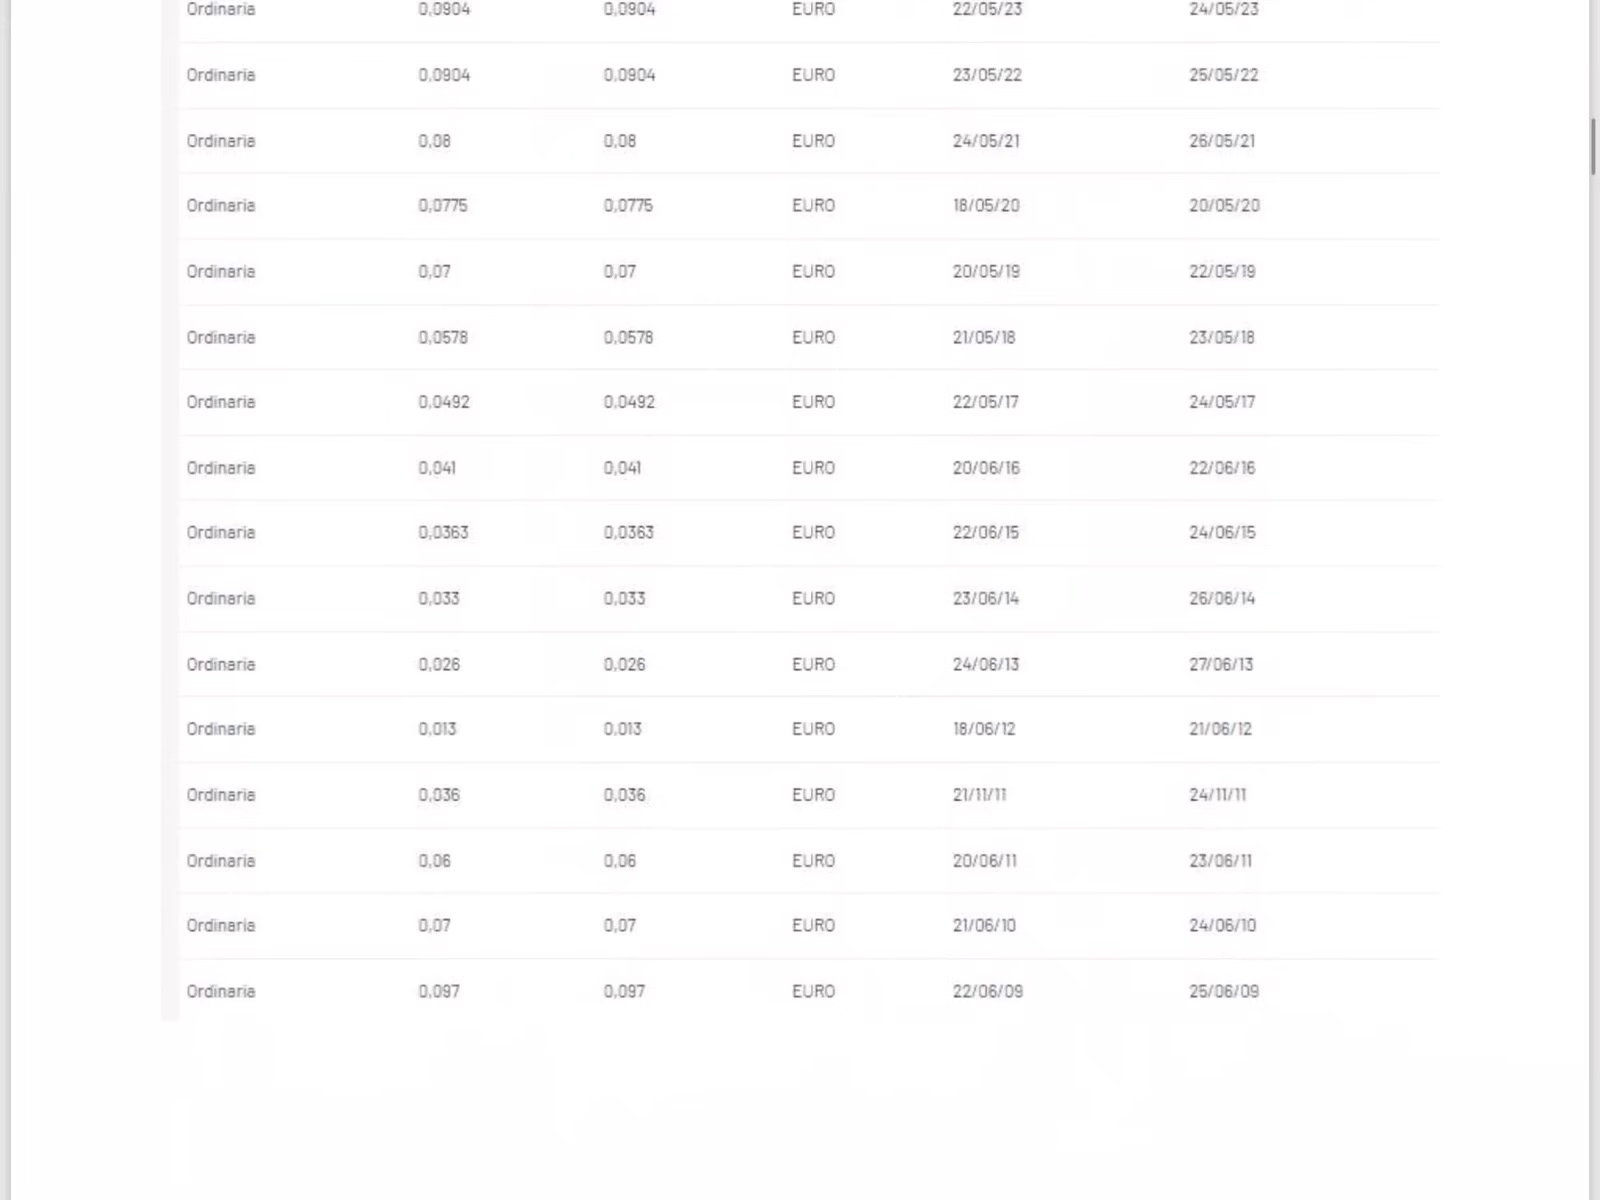 Ordinaria 0,0904 0,0904 EURO 22/05/23 24/05/23
Ordinaria 0,0904 0,0904 EURO 23/05/22 25/05/22
Ordinaria 0,08 0,08 EURO 24/05/21 26/05/21
Ordinaria 0,0775 0,0775 EURO 18/05/20 20/05/20
Ordinaria 0,07 0,07 EURO 20/05/19 22/05/19
Ordinaria 0,0578 0,0578 EURO 21/05/18 23/05/18
Ordinaria 0,0492 0,0492 EURO 22/05/17 24/05/17
Ordinaria 0,041 0,041 EURO 20/06/16 22/06/16
Ordinaria 0,0363 0,0363 EURO 22/06/15 24/06/15
Ordinaria 0,033 0,033 EURO 23/06/14 26/06/14
Ordinaria 0,026 0,026 EURO 24/06/13 27/06/13
Ordinaria 0,013 0,013 EURO 18/06/12 21/06/12
Ordinaria 0,036 0,036 EURO 21/11/11 24/11/11
Ordinaria 0,06 0,06 EURO 20/06/11 23/06/11
Ordinaria 0,07 0,07 EURO 21/06/10 24/06/10
Ordinaria 0,097 0,097 EURO 22/06/09 25/06/09